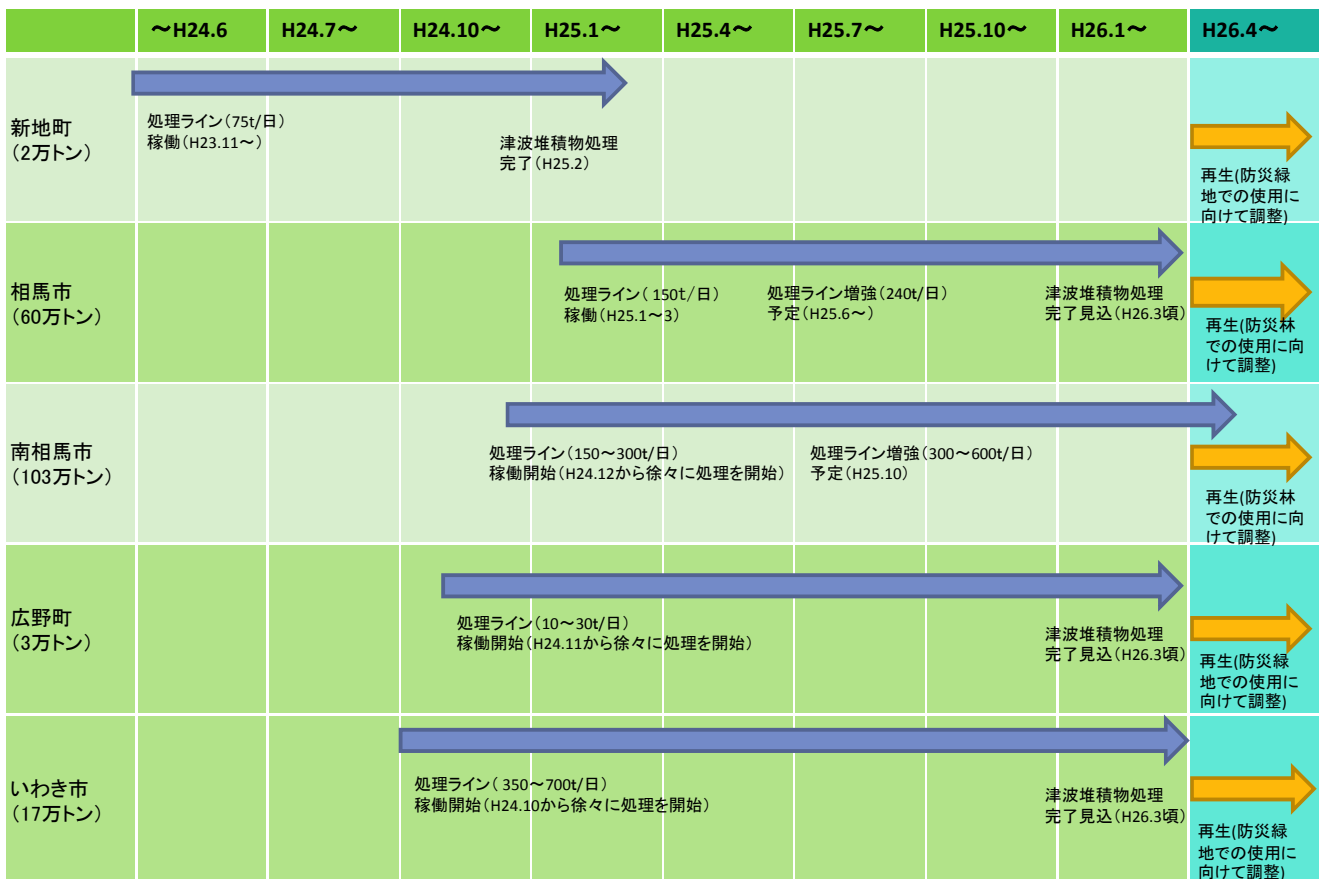 ～H24.6
H24.7～
H24.10～
H25.1～
H25.4～
H25.7～
H25.10～
H26.1～
H26.4～
新地町
（2万トン）
処理ライン（75t/日）
稼働（H23.11～）
津波堆積物処理
完了（H25.2）
再生(防災緑
地での使用に
向けて調整)
相馬市
（60万トン）
処理ライン（150t/日）
稼働（H25.1～3）
処理ライン増強（240t/日）
予定（H25.6～）
津波堆積物処理
完了見込（H26.3頃）
再生(防災林
での使用に向
けて調整)
南相馬市
（103万トン）
処理ライン（150～300t/日）
稼働開始（H24.12から徐々に処理を開始）
処理ライン増強（300～600t/日）
予定（H25.10）
再生(防災林
での使用に向
けて調整)
広野町
（3万トン）
処理ライン（10～30t/日）
稼働開始（H24.11から徐々に処理を開始）
津波堆積物処理
完了見込（H26.3頃）
再生(防災緑
地での使用に
向けて調整)
いわき市
（17万トン）
処理ライン（350～700t/日）
稼働開始（H24.10から徐々に処理を開始）
津波堆積物処理
完了見込（H26.3頃）
再生(防災緑
地での使用に
向けて調整)